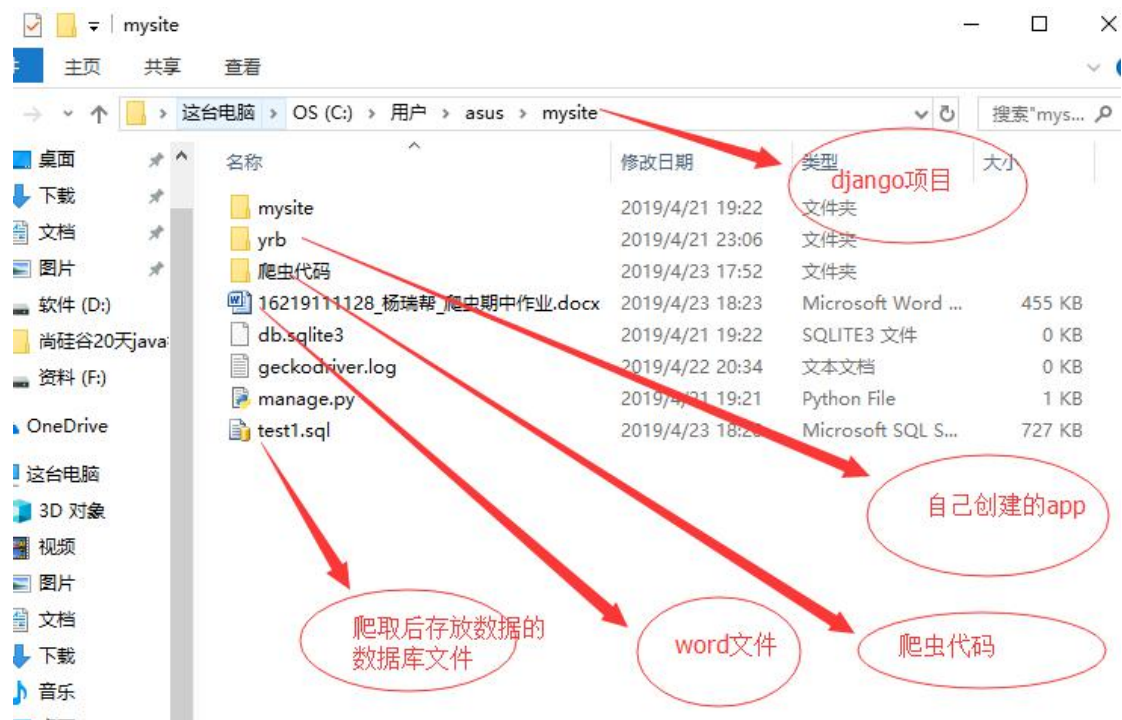 mysite
主页 共享 查看
这台电脑 > OS (C:) > 用户 > asus > mysite 搜索"mys...
名称 修改日期 类型 大小
django项目
mysite 2019/4/21 19:22 文件夹
yrb 2019/4/21 23:06 文件夹
爬虫代码 2019/4/23 17:52 文件夹
16219111128_杨瑞帮_爬虫期中作业.docx 2019/4/23 18:23 Microsoft Word ... 455 KB
db.sqlite3 2019/4/21 19:22 SQLITE3 文件 0 KB
geckodriver.log 2019/4/22 20:34 文本文档 0 KB
manage.py 2019/4/21 19:21 Python File 1 KB
test1.sql 2019/4/23 Microsoft SQL S... 727 KB
桌面
下载
文档
图片
软件 (D:)
尚硅谷20天java
资料 (F:)
OneDrive
这台电脑
3D 对象
视频
图片
文档
下载
音乐
自己创建的app
爬取后存放数据的
数据库文件
word文件
爬虫代码